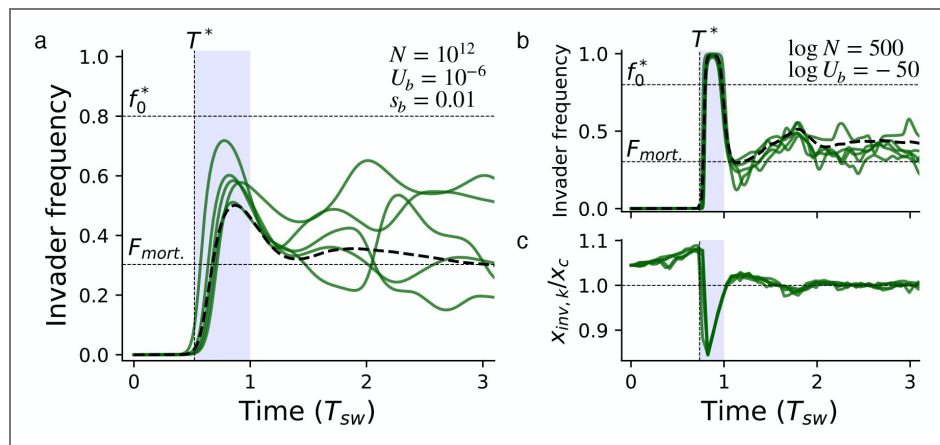 a
T*
N = 10^12
U_b = 10^-6
s_b = 0.01
f_0^*
F_mort.
Invader frequency
1.0
0.8
0.6
0.4
0.2
0.0
0
1
2
3
Time (T_sw)
b
T*
log N = 500
log U_b = − 50
f_0^*
F_mort.
Invader frequency
1.0
0.5
0.0
c
x_inv,k/x_c
1.1
1.0
0.9
0
1
2
3
Time (T_sw)